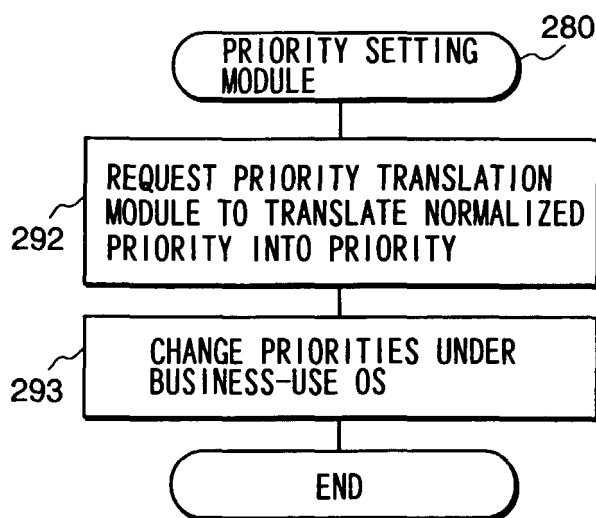 280
PRIORITY SETTING
MODULE
REQUEST PRIORITY TRANSLATION
MODULE TO TRANSLATE NORMALIZED
PRIORITY INTO PRIORITY
292
CHANGE PRIORITIES UNDER
BUSINESS-USE OS
293
END